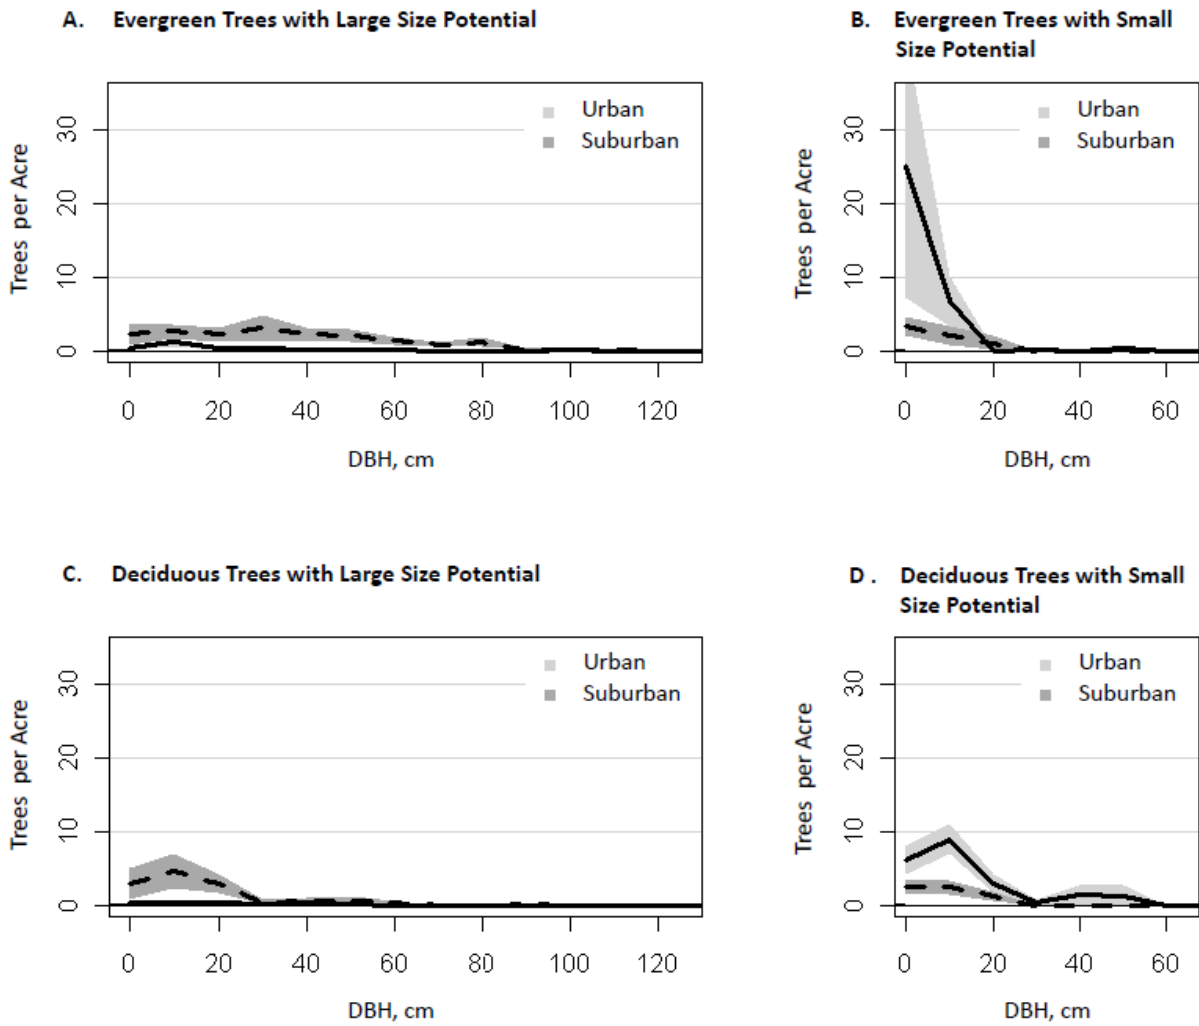 A. Evergreen Trees with Large Size Potential
Urban
Suburban
Trees per Acre
30
20
10
0
0 20 40 60 80 100 120
DBH, cm
B. Evergreen Trees with Small
Size Potential
Urban
Suburban
Trees per Acre
30
20
10
0
0 20 40 60
DBH, cm
C. Deciduous Trees with Large Size Potential
Urban
Suburban
Trees per Acre
30
20
10
0
0 20 40 60 80 100 120
DBH, cm
D . Deciduous Trees with Small
Size Potential
Urban
Suburban
Trees per Acre
30
20
10
0
0 20 40 60
DBH, cm